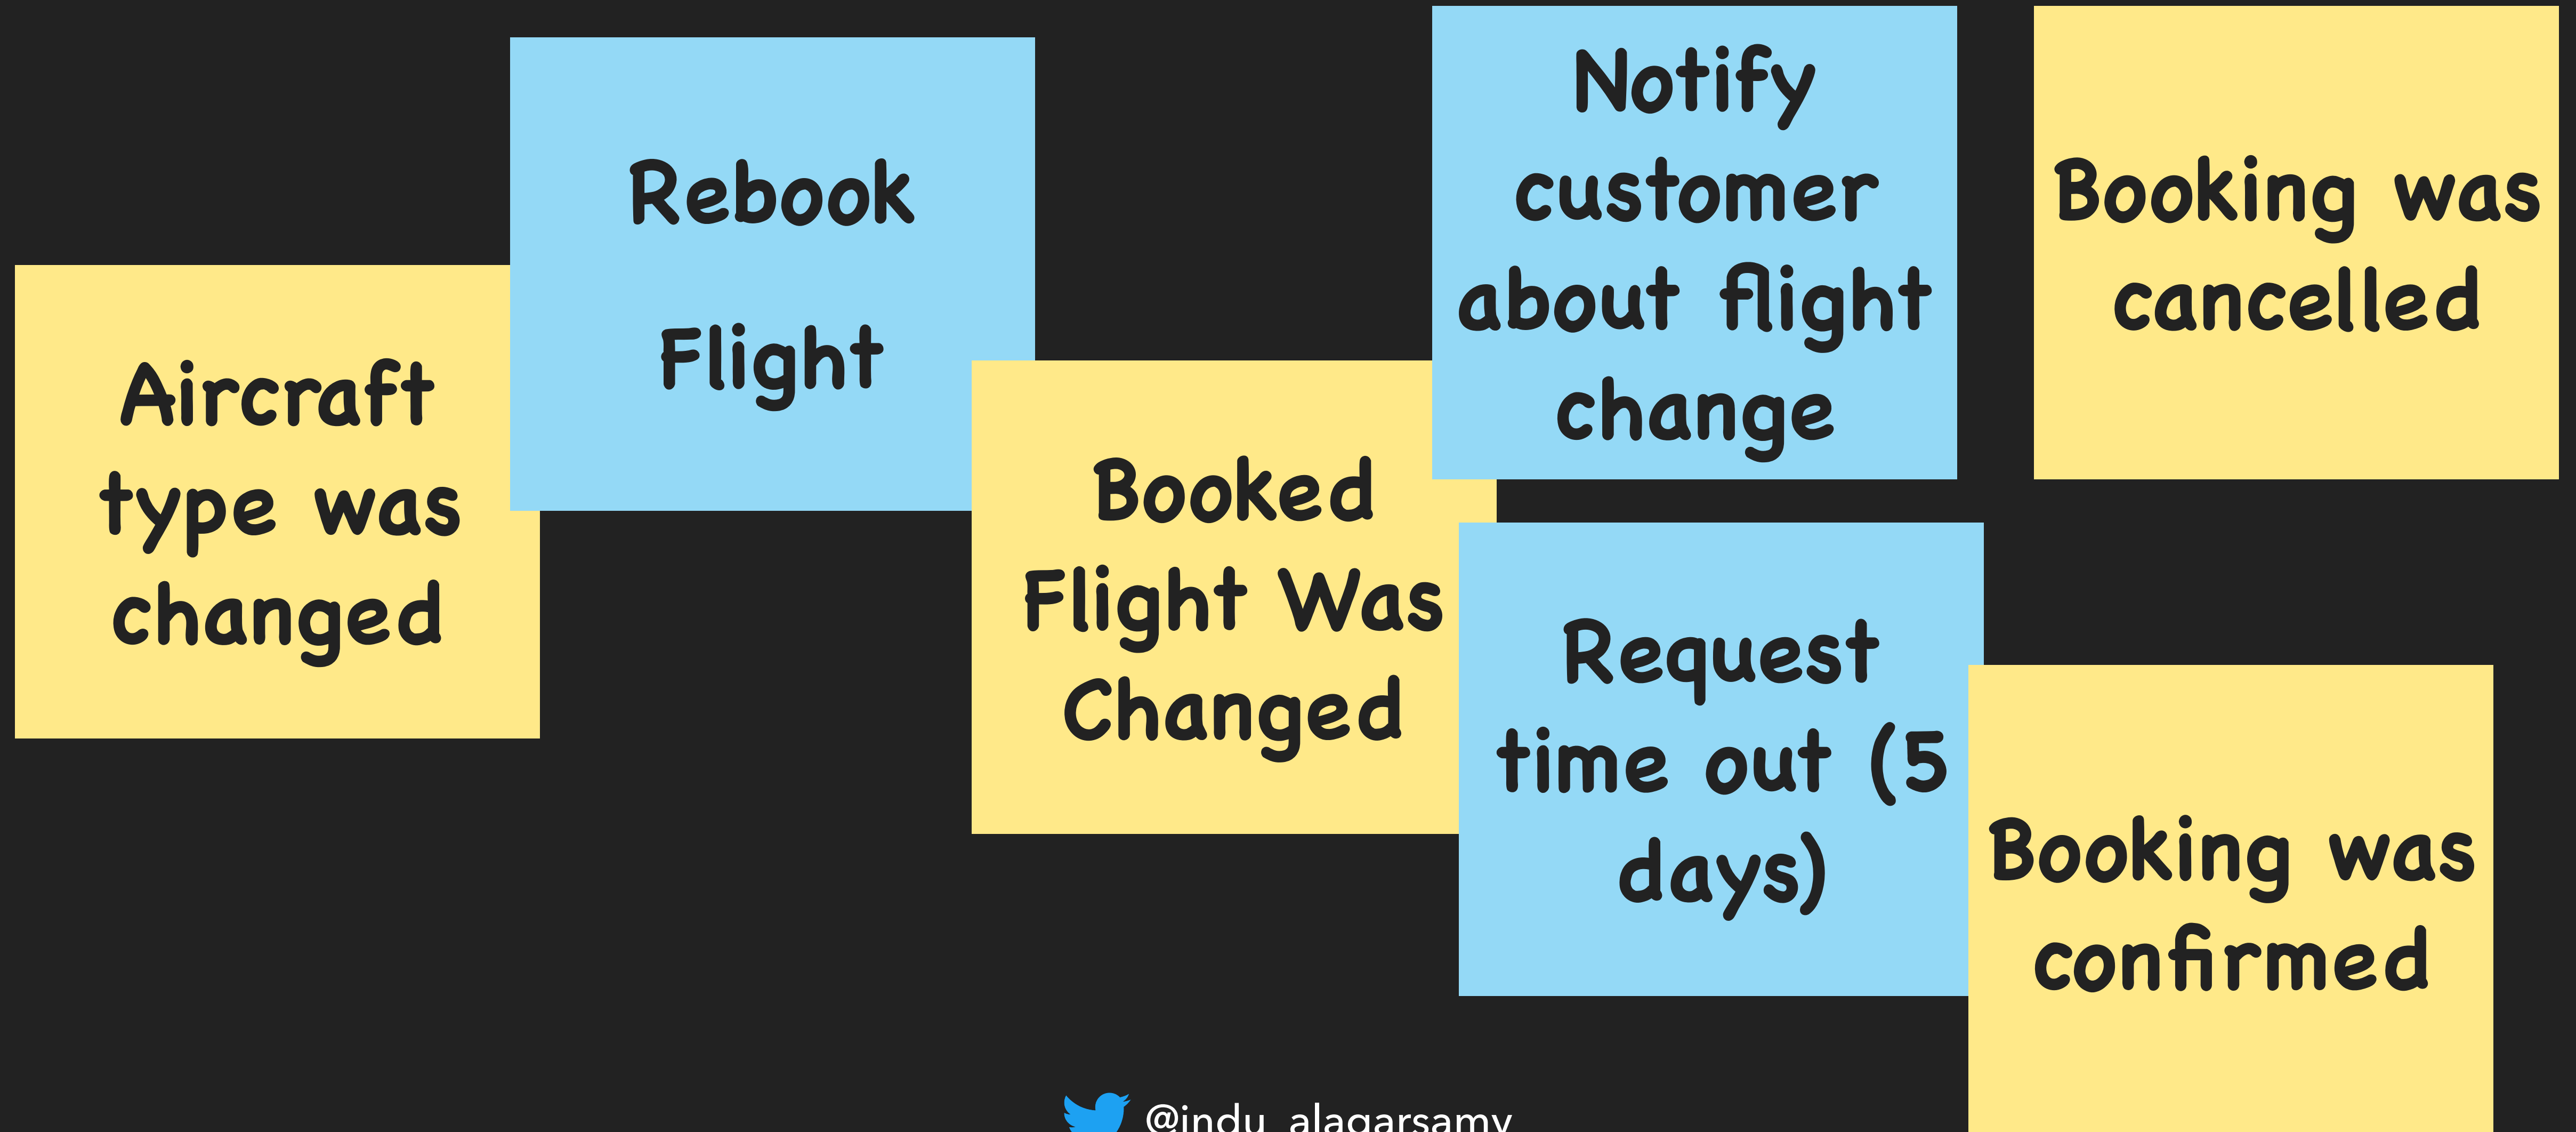 Aircraft
type was
changed
Rebook
Flight
Booked
Flight Was
Changed
Notify
customer
about flight
change
Request
time out (5
days)
Booking was
cancelled
Booking was
confirmed
@indu_alagarsamy